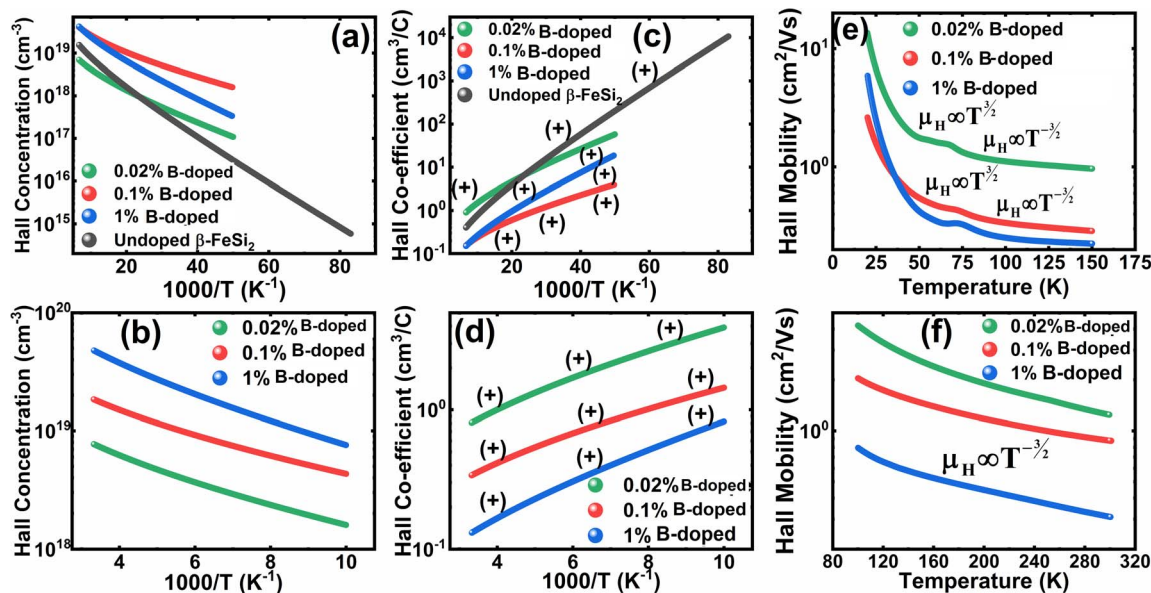 (a)
Hall Concentration (cm⁻³)
10¹⁹
10¹⁸
10¹⁷
10¹⁶
10¹⁵
0.02% B-doped
0.1% B-doped
1% B-doped
Undoped β-FeSi₂
20 40 60 80
1000/T (K⁻¹)
(c)
Hall Co-efficient (cm³/C)
10⁴
10³
10²
10¹
10⁰
10⁻¹
0.02% B-doped
0.1% B-doped
1% B-doped
Undoped β-FeSi₂
(+)
(+)
(+)
(+)
(+)
(+)
(+)
(+)
(+)
20 40 60 80
1000/T (K⁻¹)
(e)
Hall Mobility (cm²/Vs)
10¹
10⁰
0.02% B-doped
0.1% B-doped
1% B-doped
μ_H∝T^3/2
μ_H∝T^-3/2
μ_H∝T^3/2
μ_H∝T^-3/2
0 25 50 75 100 125 150 175
Temperature (K)
(b)
Hall Concentration (cm⁻³)
10²⁰
10¹⁹
10¹⁸
0.02% B-doped
0.1% B-doped
1% B-doped
4 6 8 10
1000/T (K⁻¹)
(d)
Hall Co-efficient (cm³/C)
10⁰
10⁻¹
(+) (+) (+)
(+) (+) (+)
(+) (+) (+)
0.02% B-doped
0.1% B-doped
1% B-doped
4 6 8 10
1000/T (K⁻¹)
(f)
Hall Mobility (cm²/Vs)
10⁰
0.02% B-doped
0.1% B-doped
1% B-doped
μ_H∝T^-3/2
80 120 160 200 240 280 320
Temperature (K)